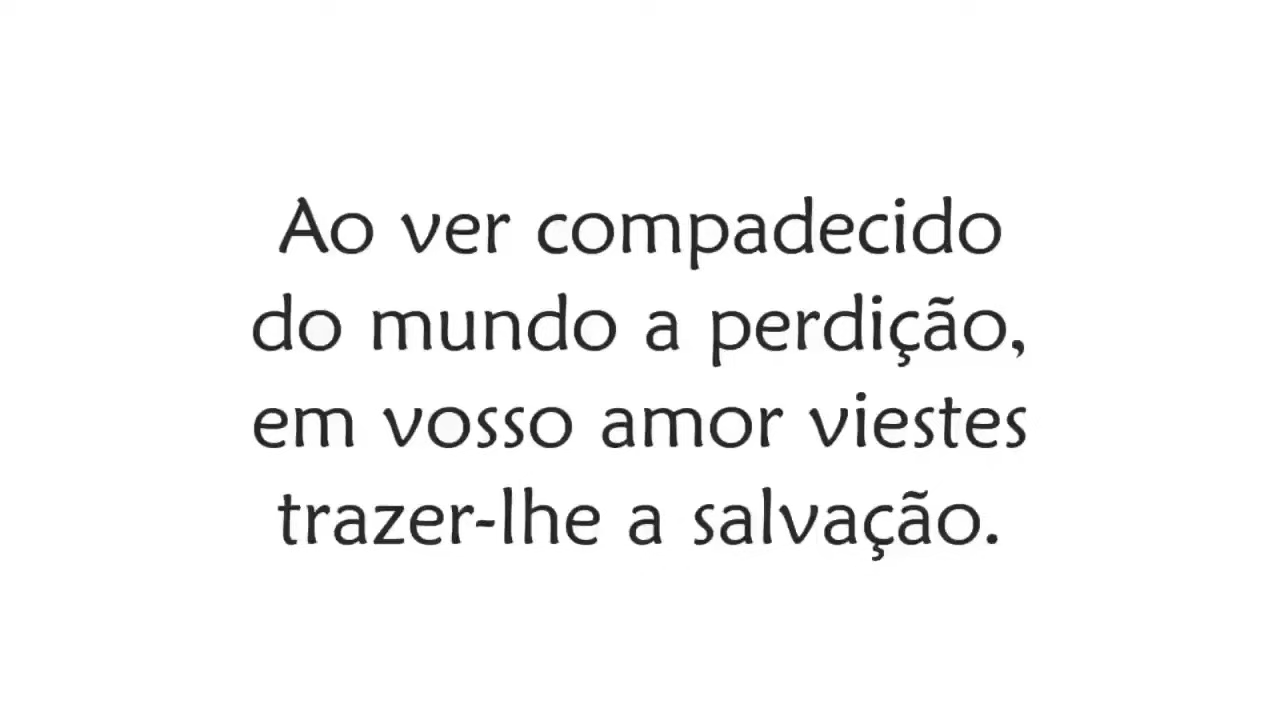 Ao ver compadecido
do mundo a perdição,
em vosso amor viestes
trazer-lhe a salvação.